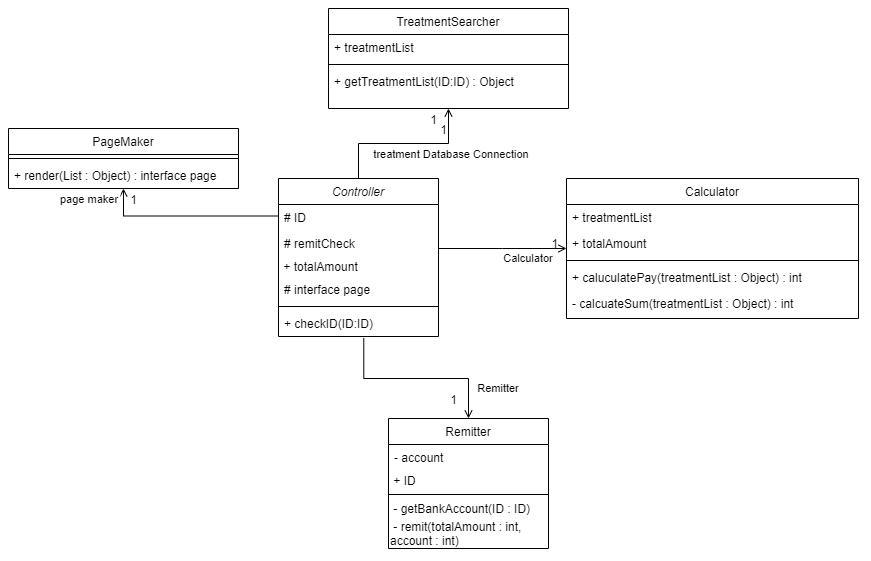 TreatmentSearcher
+ treatmentList
+ getTreatmentList(ID:ID) : Object
1
1
treatment Database Connection
PageMaker
+ render(List : Object) : interface page
page maker
1
Controller
# ID
# remitCheck
+ totalAmount
# interface page
+ checkID(ID:ID)
1
Calculator
Calculator
+ treatmentList
+ totalAmount
+ caluculatePay(treatmentList : Object) : int
- calcuateSum(treatmentList : Object) : int
Remitter
1
Remitter
- account
+ ID
- getBankAccount(ID : ID)
- remit(totalAmount : int,
account : int)